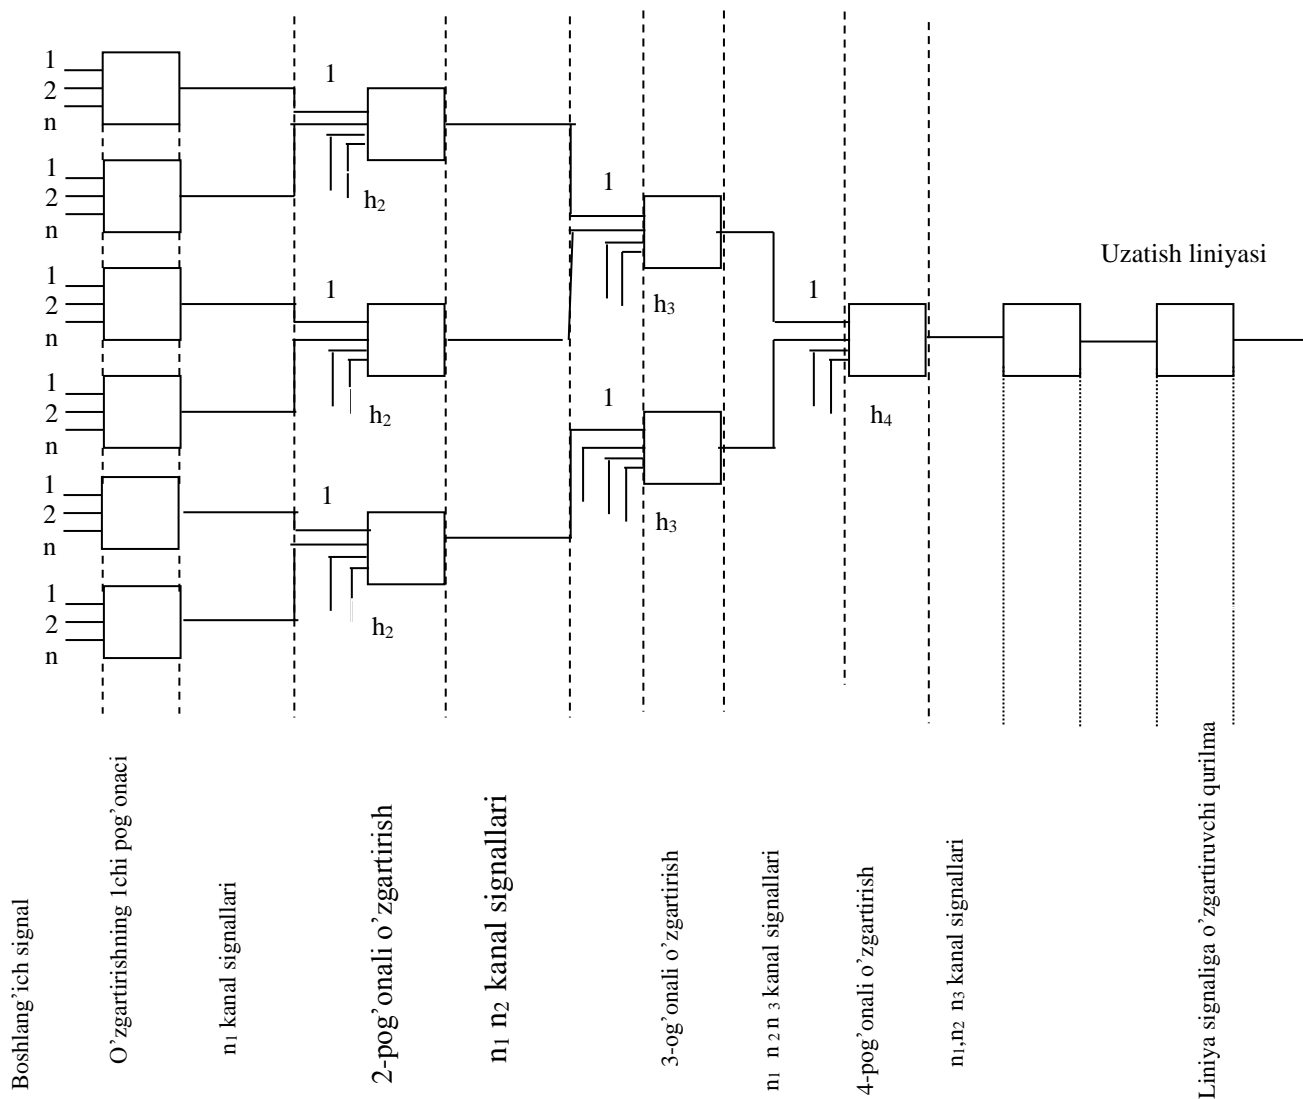 1
2
n
1
2
n
1
2
n
1
2
n
1
2
n
1
2
n
1
h2
1
h2
1
h2
1
h3
1
h3
1
h4
Uzatish liniyasi
Boshlang’ich signal
O’zgartirishning 1chi pog’onaci
n1 kanal signallari
2-pog’onali o’zgartirish
n1 n2 kanal signallari
3-og’onali o’zgartirish
n1 n 2 n 3 kanal signallari
4-pog’onali o’zgartirish
n1,n2 n3 kanal signallari
Liniya signaliga o’zgartiruvchi qurilma